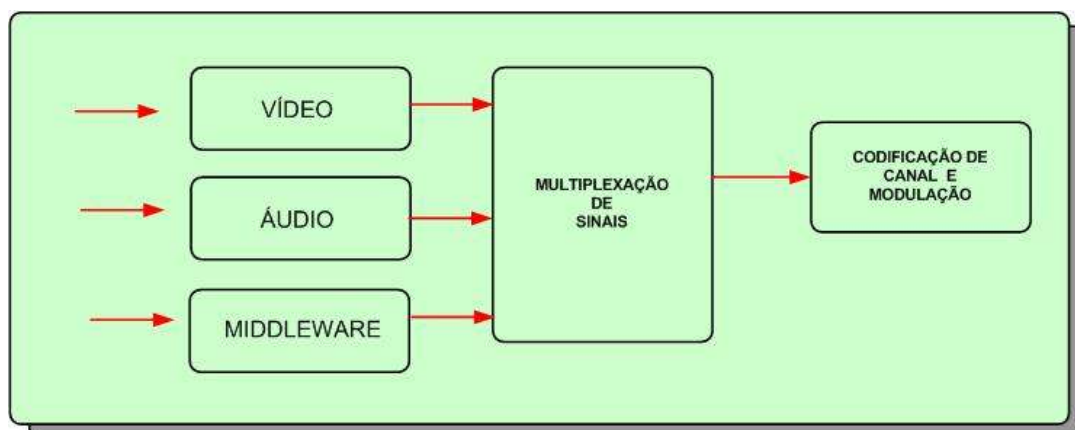 VÍDEO
ÁUDIO
MIDDLEWARE
MULTIPLEXAÇÃO
DE
SINAIS
CODIFICAÇÃO DE
CANAL E
MODULAÇÃO